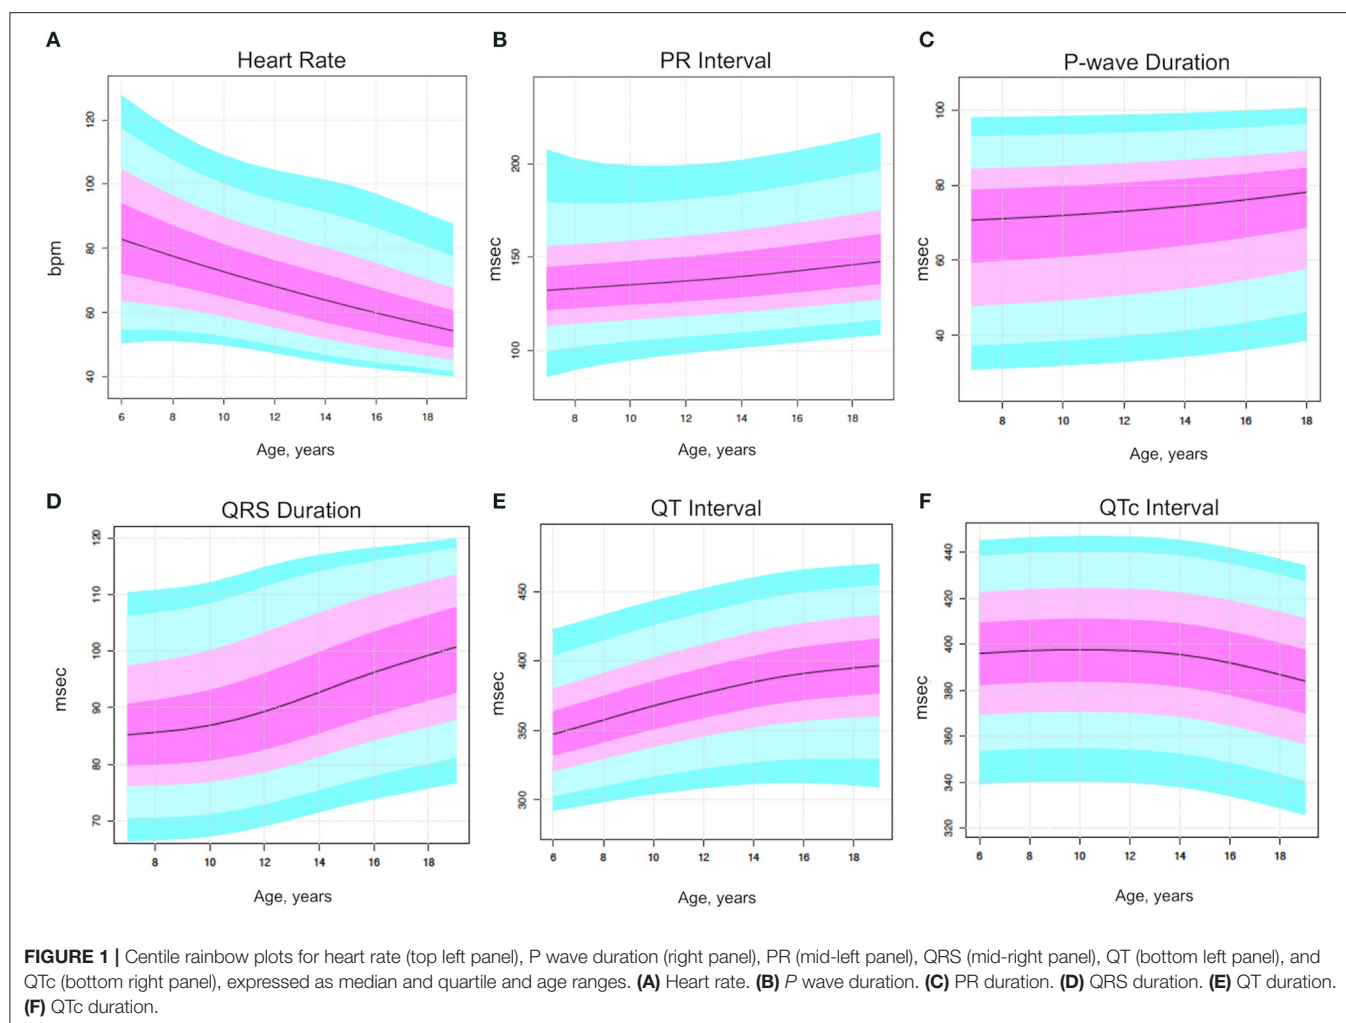 A
Heart Rate
120
100
80
60
40
bpm
6 8 10 12 14 16 18
Age, years
B
PR Interval
200
150
100
msec
8 10 12 14 16 18
Age, years
C
P-wave Duration
100
80
60
40
msec
8 10 12 14 16 18
Age, years
D
QRS Duration
120
110
100
90
80
70
msec
8 10 12 14 16 18
Age, years
E
QT Interval
450
400
350
300
msec
6 8 10 12 14 16 18
Age, years
F
QTc Interval
440
420
400
380
360
340
320
msec
6 8 10 12 14 16 18
Age, years
FIGURE 1 | Centile rainbow plots for heart rate (top left panel), P wave duration (right panel), PR (mid-left panel), QRS (mid-right panel), QT (bottom left panel), and
QTc (bottom right panel), expressed as median and quartile and age ranges. (A) Heart rate. (B) P wave duration. (C) PR duration. (D) QRS duration. (E) QT duration.
(F) QTc duration.